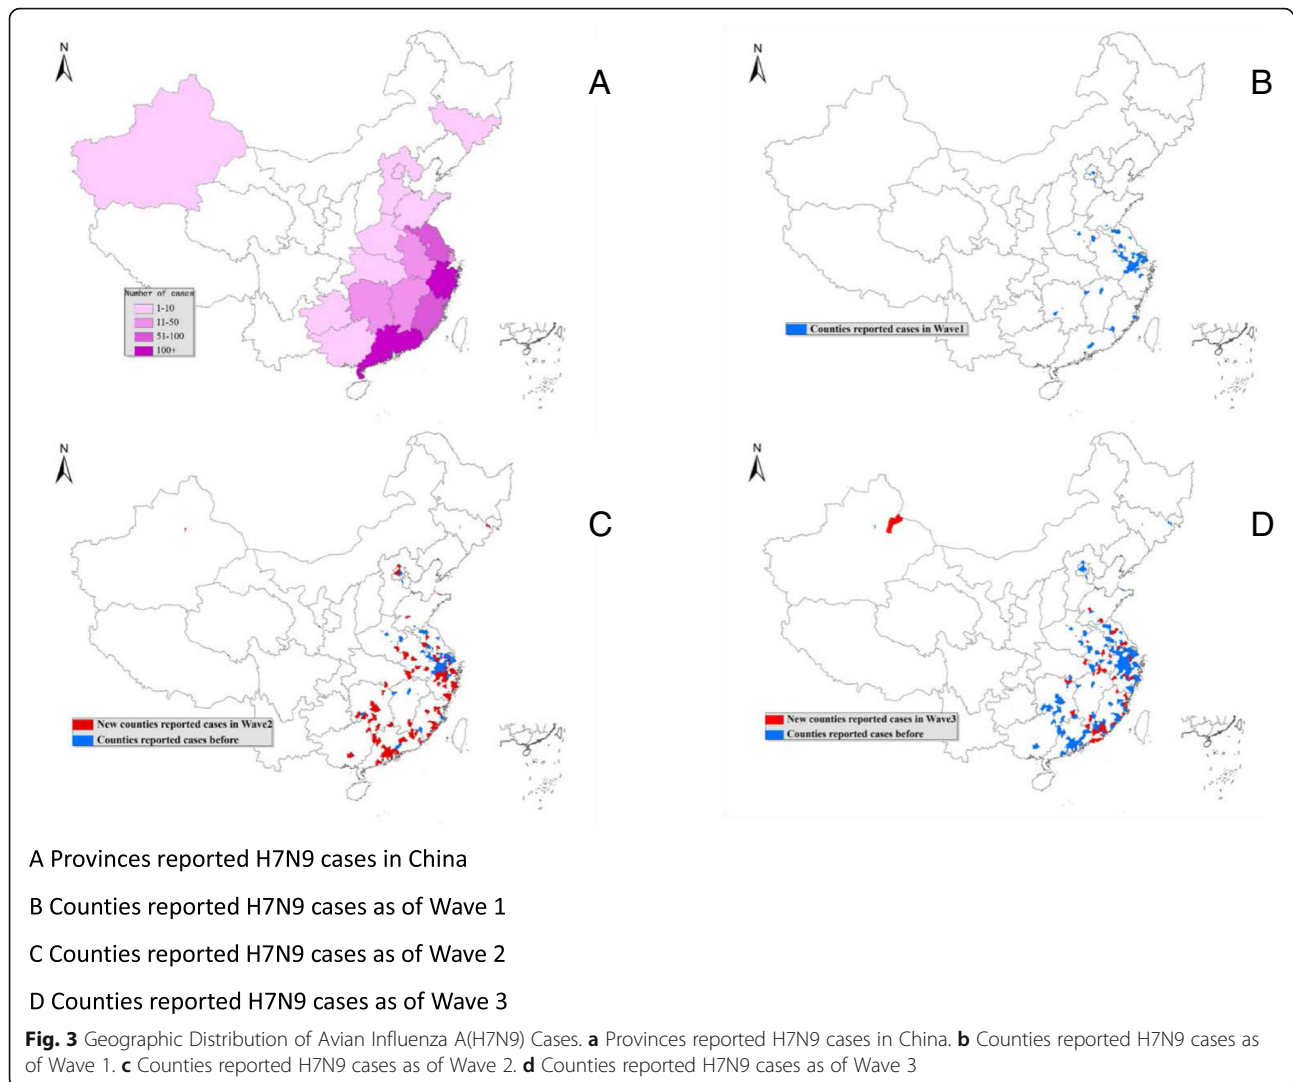 N
A
Number of cases
1-10
11-50
51-100
100+
N
B
Counties reported cases in Wave1
N
C
New counties reported cases in Wave2
Counties reported cases before
N
D
New counties reported cases in Wave3
Counties reported cases before
A Provinces reported H7N9 cases in China
B Counties reported H7N9 cases as of Wave 1
C Counties reported H7N9 cases as of Wave 2
D Counties reported H7N9 cases as of Wave 3
Fig. 3 Geographic Distribution of Avian Influenza A(H7N9) Cases. a Provinces reported H7N9 cases in China. b Counties reported H7N9 cases as
of Wave 1. c Counties reported H7N9 cases as of Wave 2. d Counties reported H7N9 cases as of Wave 3